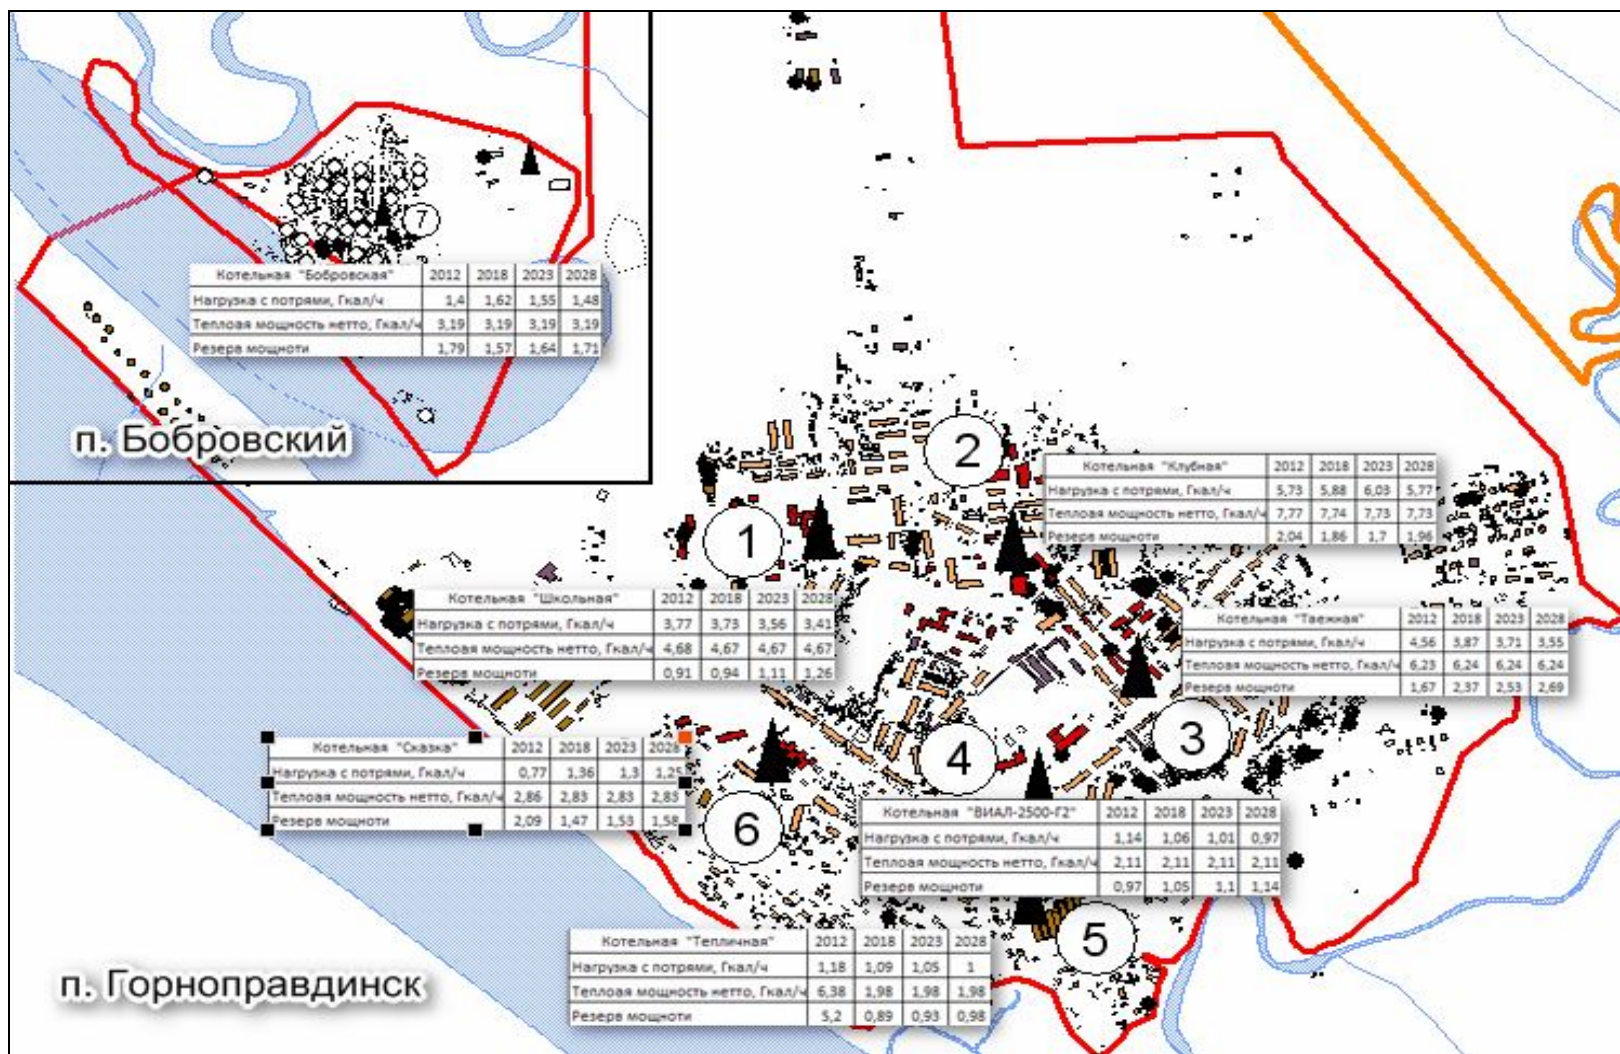 7
Котельная "Бобровская" 2012 2018 2023 2028
Нагрузка с потрями, Гкал/ч 1,4 1,62 1,55 1,48
Теплоая мощность нетто, Гкал/ч 3,19 3,19 3,19 3,19
Резерв мощноти 1,79 1,57 1,64 1,71
п. Бобровский
2
Котельная "Клубная" 2012 2018 2023 2028
Нагрузка с потрями, Гкал/ч 5,73 5,88 6,03 5,77
Теплоая мощность нетто, Гкал/ч 7,77 7,74 7,73 7,73
Резерв мощноти 2,04 1,86 1,7 1,96
1
Котельная "Школьная" 2012 2018 2023 2028
Нагрузка с потрями, Гкал/ч 3,77 3,73 3,56 3,41
Теплоая мощность нетто, Гкал/ч 4,68 4,67 4,67 4,67
Резерв мощноти 0,91 0,94 1,11 1,26
Котельная "Таежная" 2012 2018 2023 2028
Нагрузка с потрями, Гкал/ч 4,56 3,87 3,71 3,55
Теплоая мощность нетто, Гкал/ч 6,23 6,24 6,24 6,24
Резерв мощноти 1,67 2,37 2,53 2,69
3
4
Котельная "Сказка" 2012 2018 2023 2028
Нагрузка с потрями, Гкал/ч 0,77 1,36 1,3 1,25
Теплоая мощность нетто, Гкал/ч 2,86 2,83 2,83 2,83
Резерв мощноти 2,09 1,47 1,53 1,58
6
Котельная "ВИАЛ-2500-Г2" 2012 2018 2023 2028
Нагрузка с потрями, Гкал/ч 1,14 1,06 1,01 0,97
Теплоая мощность нетто, Гкал/ч 2,11 2,11 2,11 2,11
Резерв мощноти 0,97 1,05 1,1 1,14
5
Котельная "Тепличная" 2012 2018 2023 2028
Нагрузка с потрями, Гкал/ч 1,18 1,09 1,05 1
Теплоая мощность нетто, Гкал/ч 6,38 1,98 1,98 1,98
Резерв мощноти 5,2 0,89 0,93 0,98
п. Горноправдинск